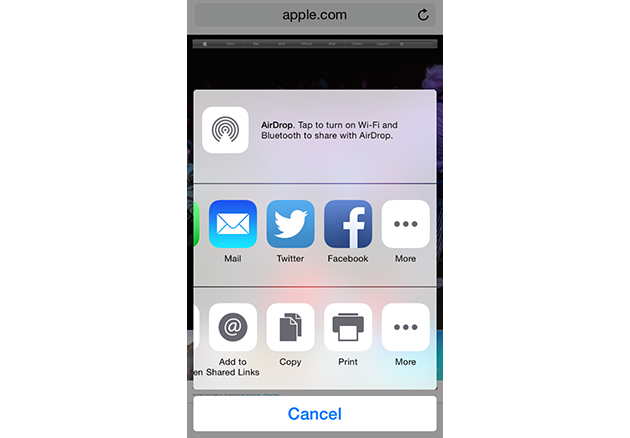 apple.com
AirDrop. Tap to turn on Wi-Fi and
Bluetooth to share with AirDrop.
Mail
Twitter
Facebook
More
Add to
en Shared Links
Copy
Print
More
Cancel